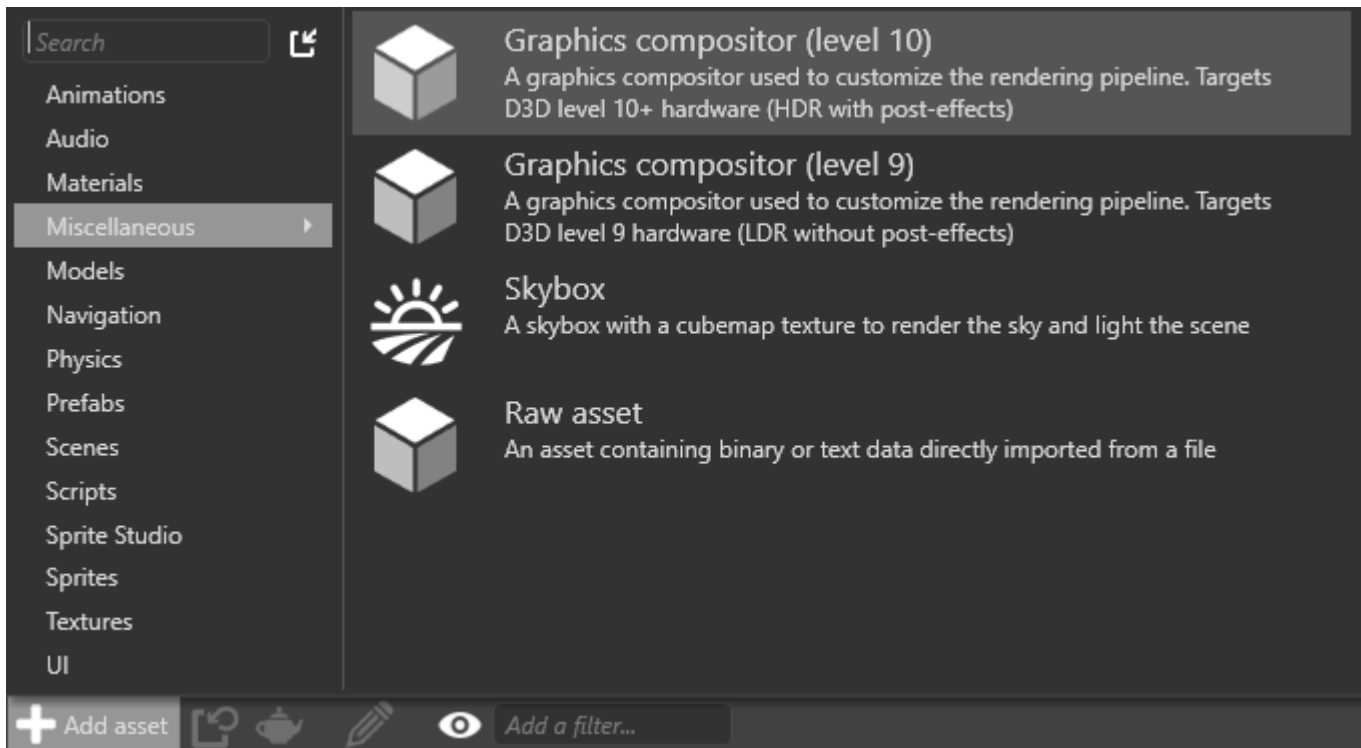 Search
Animations
Audio
Materials
Miscellaneous
Models
Navigation
Physics
Prefabs
Scenes
Scripts
Sprite Studio
Sprites
Textures
UI
Graphics compositor (level 10)
A graphics compositor used to customize the rendering pipeline. Targets
D3D level 10+ hardware (HDR with post-effects)
Graphics compositor (level 9)
A graphics compositor used to customize the rendering pipeline. Targets
D3D level 9 hardware (LDR without post-effects)
Skybox
A skybox with a cubemap texture to render the sky and light the scene
Raw asset
An asset containing binary or text data directly imported from a file
Add asset
Add a filter...